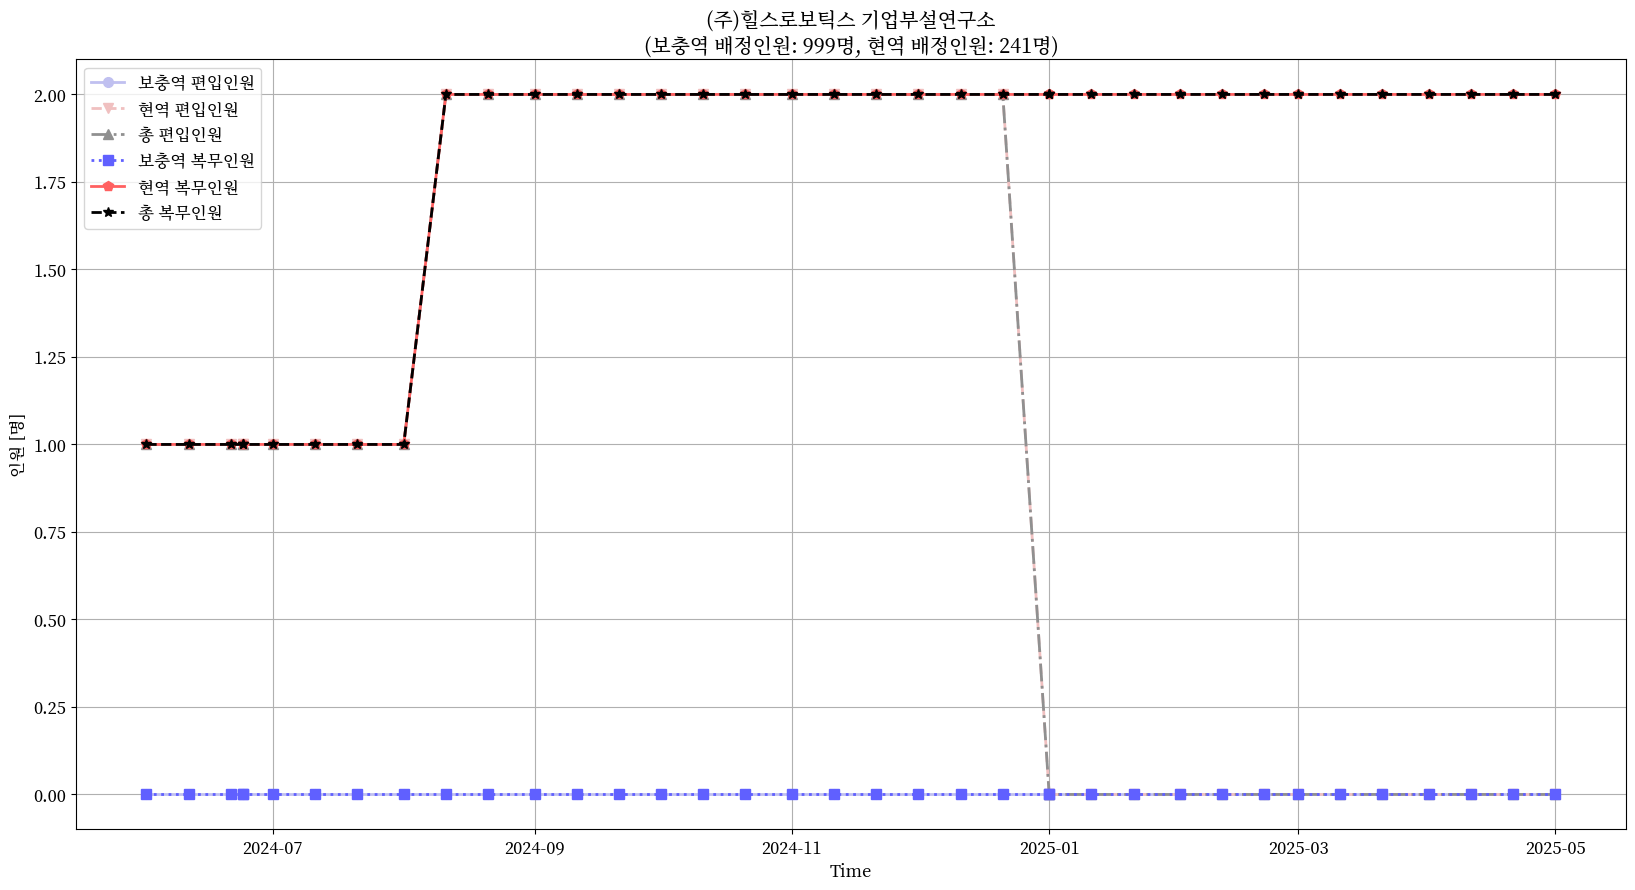 (주)힐스로보틱스 기업부설연구소
(보충역 배정인원: 999명, 현역 배정인원: 241명)
보충역 편입인원
현역 편입인원
총 편입인원
보충역 복무인원
현역 복무인원
총 복무인원
2.00
1.75
1.50
1.25
1.00
0.75
0.50
0.25
0.00
인원 [명]
2024-07
2024-09
2024-11
2025-01
2025-03
2025-05
Time